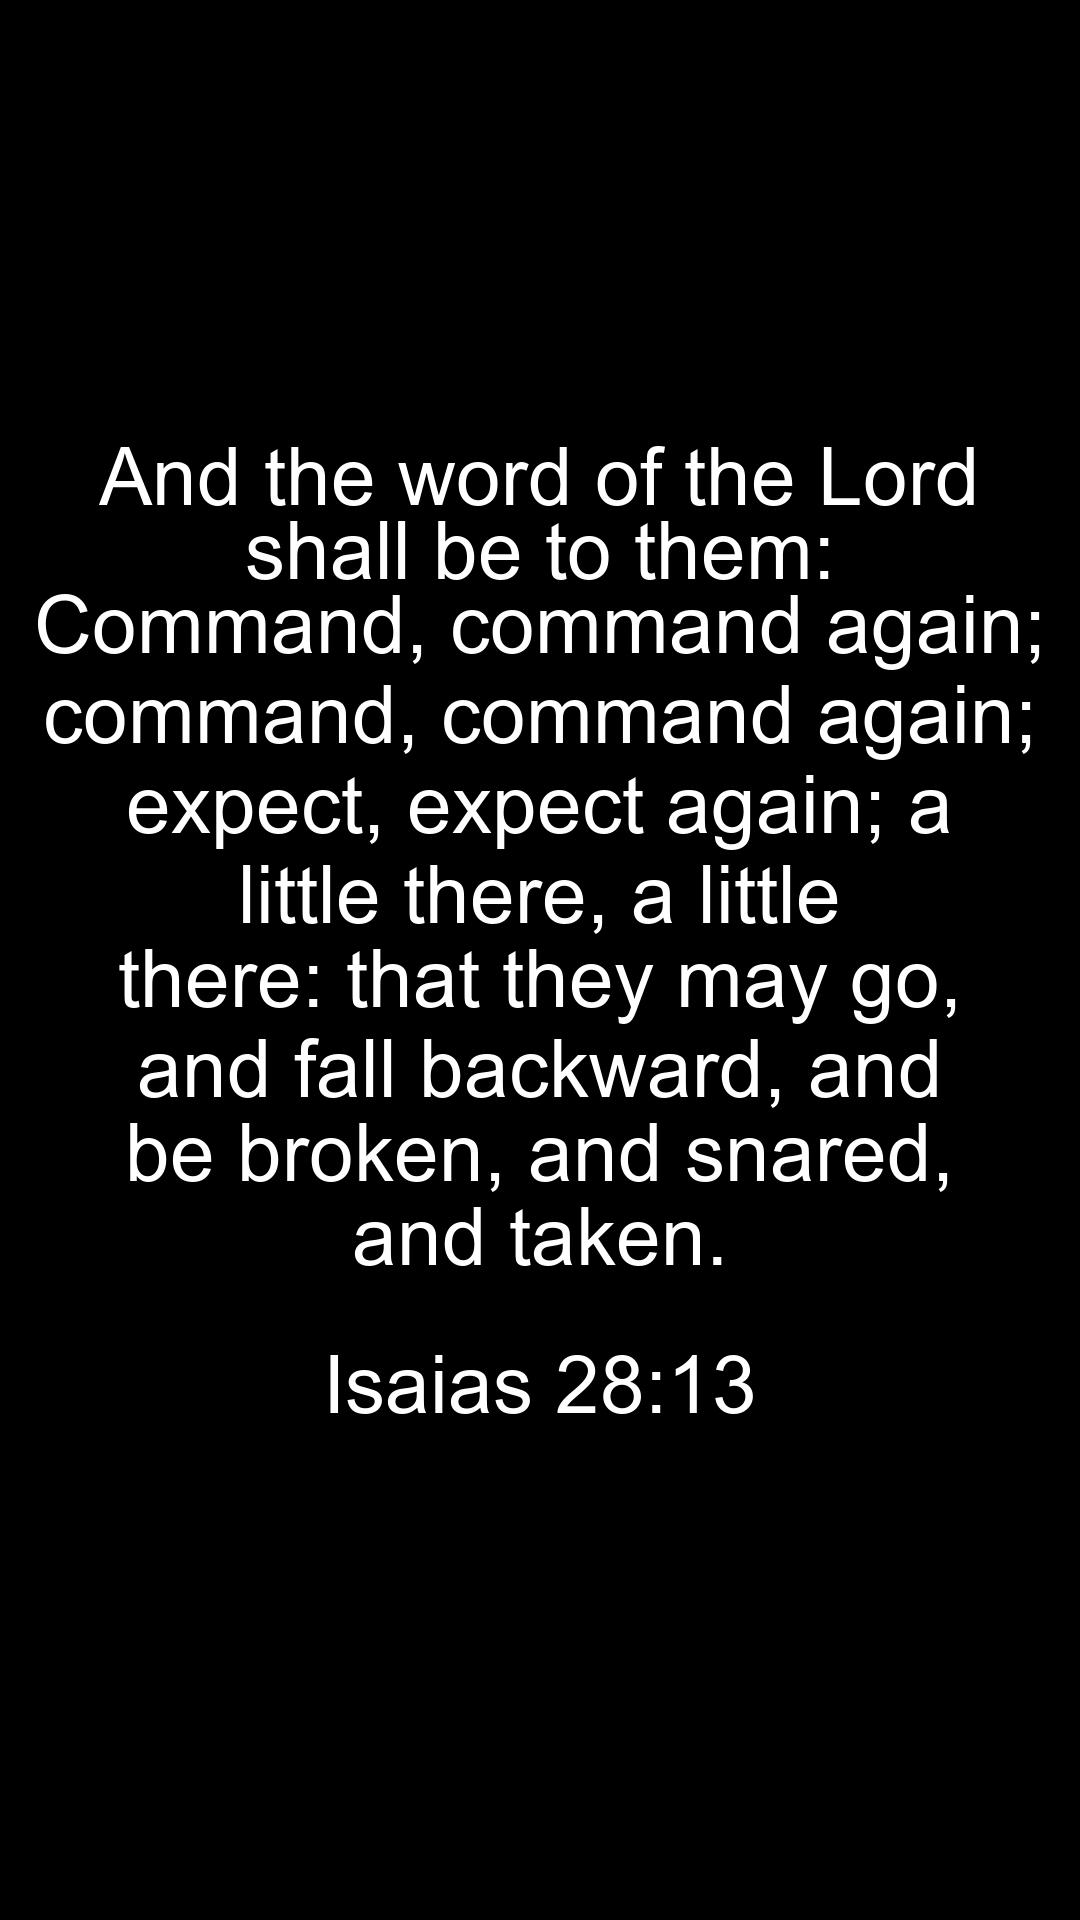 And the word of the Lord
shall be to them:
Command, command again;
command, command again;
expect, expect again; a
little there, a little
there: that they may go,
and fall backward, and
be broken, and snared,
and taken.
Isaias 28:13